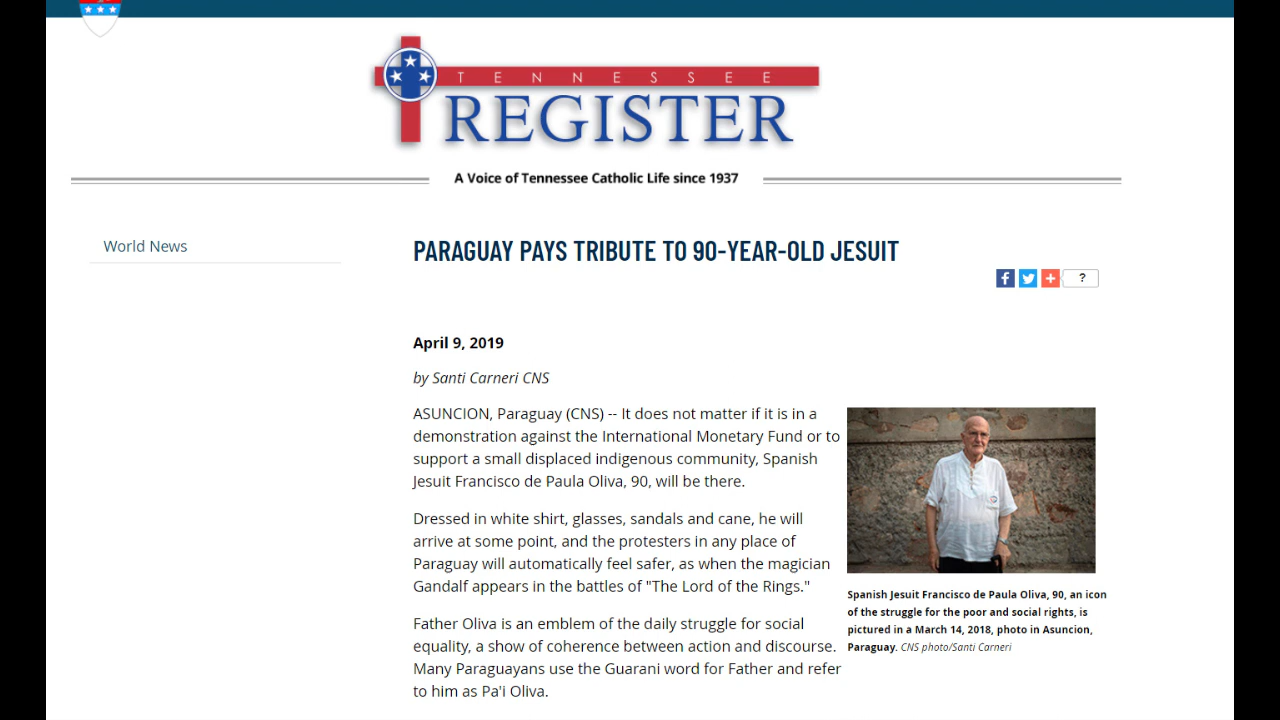 TENNESSEE
REGISTER
A Voice of Tennessee Catholic Life since 1937
World News
PARAGUAY PAYS TRIBUTE TO 90-YEAR-OLD JESUIT
f
+
?
April 9, 2019
by Santi Carneri CNS
ASUNCION, Paraguay (CNS) -- It does not matter if it is in a
demonstration against the International Monetary Fund or to
support a small displaced indigenous community, Spanish
Jesuit Francisco de Paula Oliva, 90, will be there.
Dressed in white shirt, glasses, sandals and cane, he will
arrive at some point, and the protesters in any place of
Paraguay will automatically feel safer, as when the magician
Gandalf appears in the battles of "The Lord of the Rings."
Father Oliva is an emblem of the daily struggle for social
equality, a show of coherence between action and discourse.
Many Paraguayans use the Guarani word for Father and refer
to him as Pa'i Oliva.
Spanish Jesuit Francisco de Paula Oliva, 90, an icon
of the struggle for the poor and social rights, is
pictured in a March 14, 2018, photo in Asuncion,
Paraguay. CNS photo/Santi Carneri